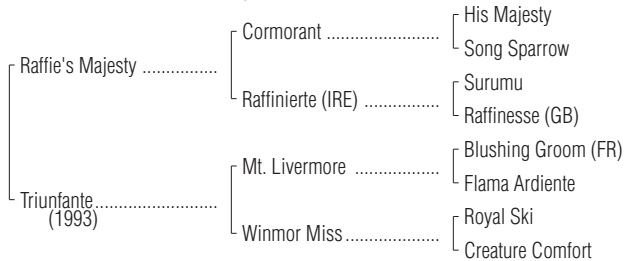 His Majesty
Cormorant ...................
Song Sparrow
Raffie's Majesty ...............
Surumu
Raffinierte (IRE) ................
Raffinesse (GB)
Blushing Groom (FR)
Mt. Livermore ...................
Flama Ardiente
Triunfante........................
(1993)
Royal Ski
Winmor Miss...................
Creature Comfort